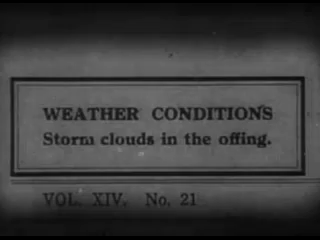 WEATHER CONDITIONS
Storm clouds in the offing.
VOL. XIV. No. 21